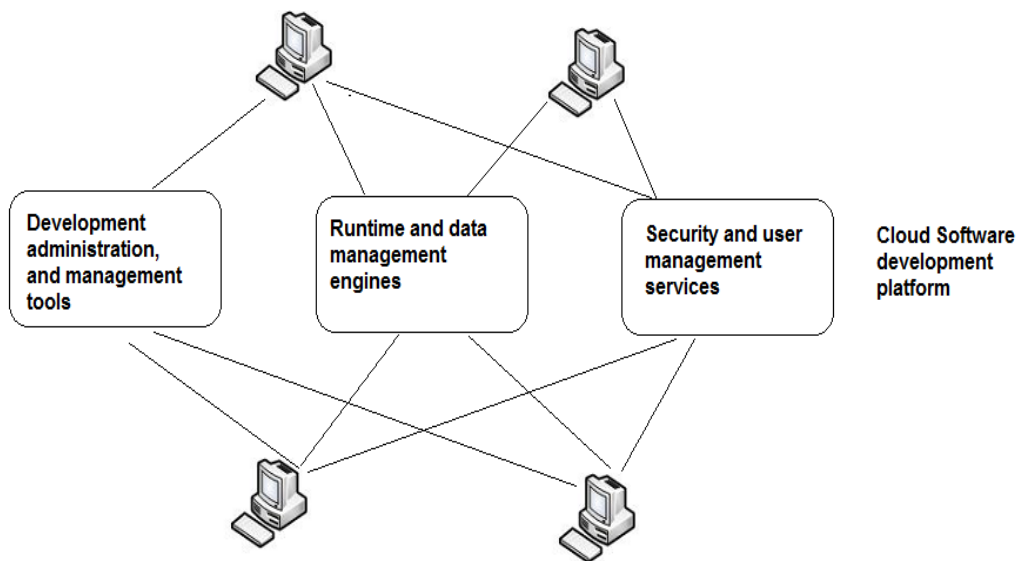 Development
administration,
and management
tools
Runtime and data
management
engines
Security and user
management
services
Cloud Software
development
platform